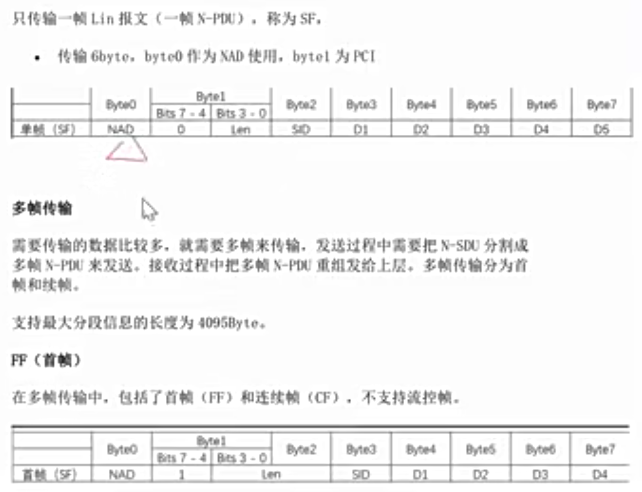 只传输一帧 Lin 报文（一帧 N-PDU），称为 SF，
• 传输 6byte，byte0 作为 NAD 使用，byte1 为 PCI
Byte0 Byte1 Byte2 Byte3 Byte4 Byte5 Byte6 Byte7
Bits 7 - 4 Bits 3 - 0
单帧（SF） NAD 0 Len SID D1 D2 D3 D4 D5
多帧传输
需要传输的数据比较多，就需要多帧来传输，发送过程中需要把 N-SDU 分割成
多帧 N-PDU 来发送。接收过程中把多帧 N-PDU 重组发给上层。多帧传输分为首
帧和续帧。
支持最大分段信息的长度为 4095Byte。
FF（首帧）
在多帧传输中，包括了首帧（FF）和连续帧（CF），不支持流控帧。
Byte0 Byte1 Byte2 Byte3 Byte4 Byte5 Byte6 Byte7
Bits 7 - 4 Bits 3 - 0
首帧（SF） NAD 1 Len SID D1 D2 D3 D4